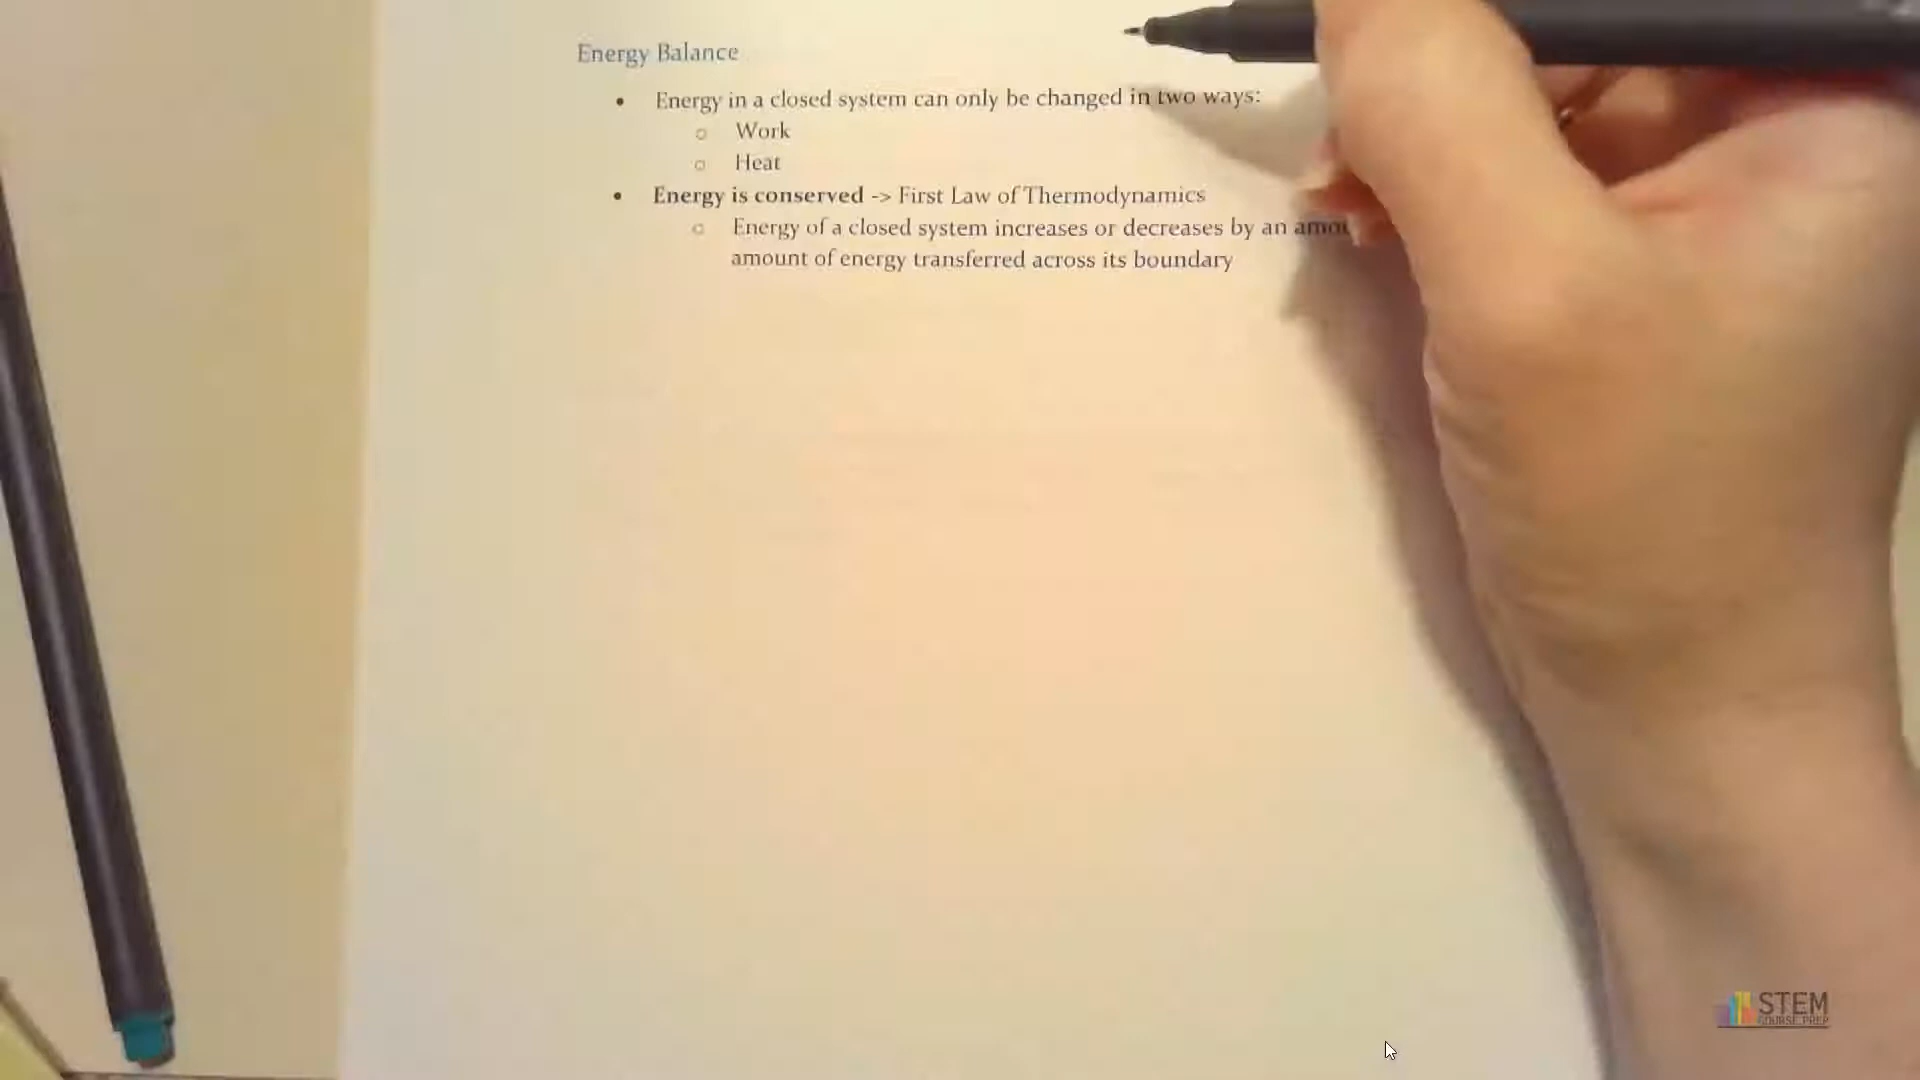 Energy Balance
• Energy in a closed system can only be changed in two ways:
o Work
o Heat
• Energy is conserved -> First Law of Thermodynamics
o Energy of a closed system increases or decreases by an
amount of energy transferred across its boundary
STEM
COURSE PREP